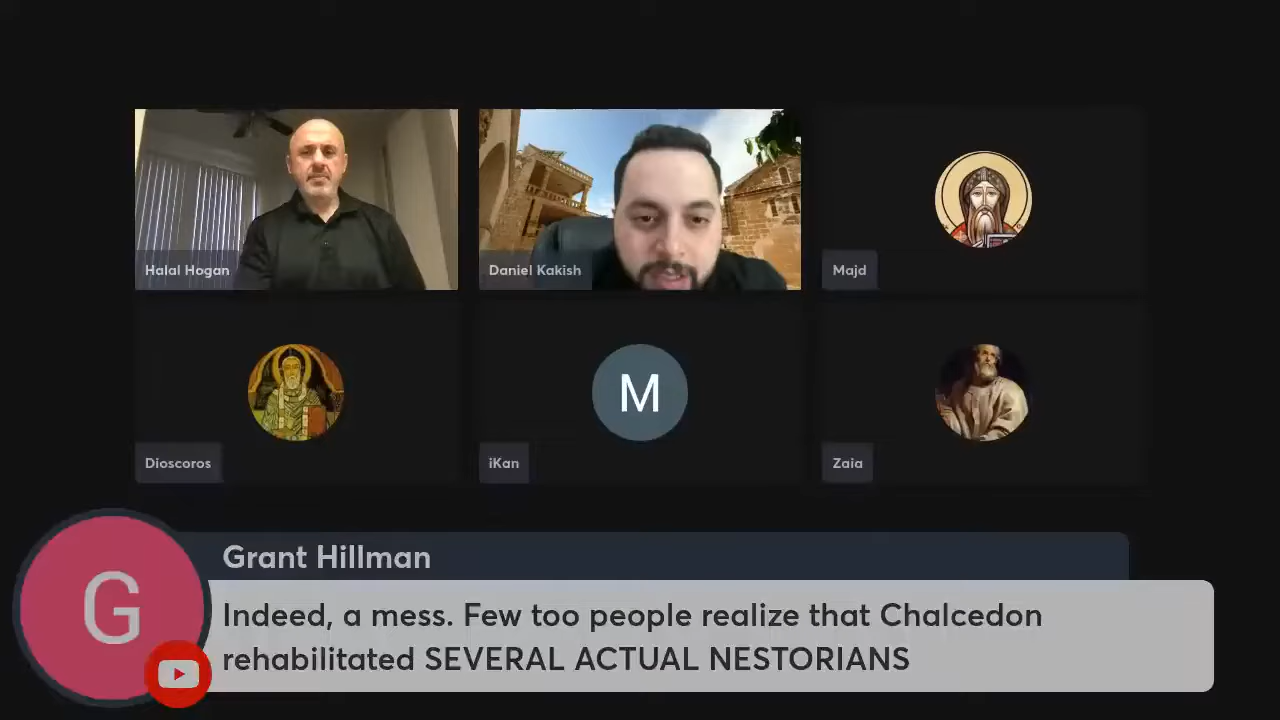 Halal Hogan
Daniel Kakish
Majd
M
Dioscoros
iKan
Zaia
G
Grant Hillman
Indeed, a mess. Few too people realize that Chalcedon
rehabilitated SEVERAL ACTUAL NESTORIANS